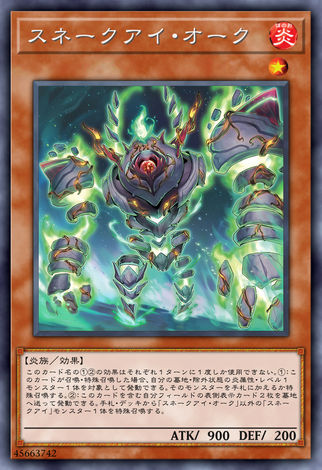 スネークアイ・オーク
炎
ほのお
【炎族／効果】
このカード名の①②の効果はそれぞれ１ターンに１度しか使用できない。①：こ
のカードが召喚・特殊召喚した場合、自分の墓地・除外状態の炎属性・レベル１
モンスター１体を対象として発動できる。そのモンスターを手札に加えるか特
殊召喚する。②：このカードを含む自分フィールドの表側表示カード２枚を墓地
へ送って発動できる。手札・デッキから「スネークアイ・オーク」以外の「スネー
クアイ」モンスター１体を特殊召喚する。
ATK/ 900 DEF/ 200
45663742